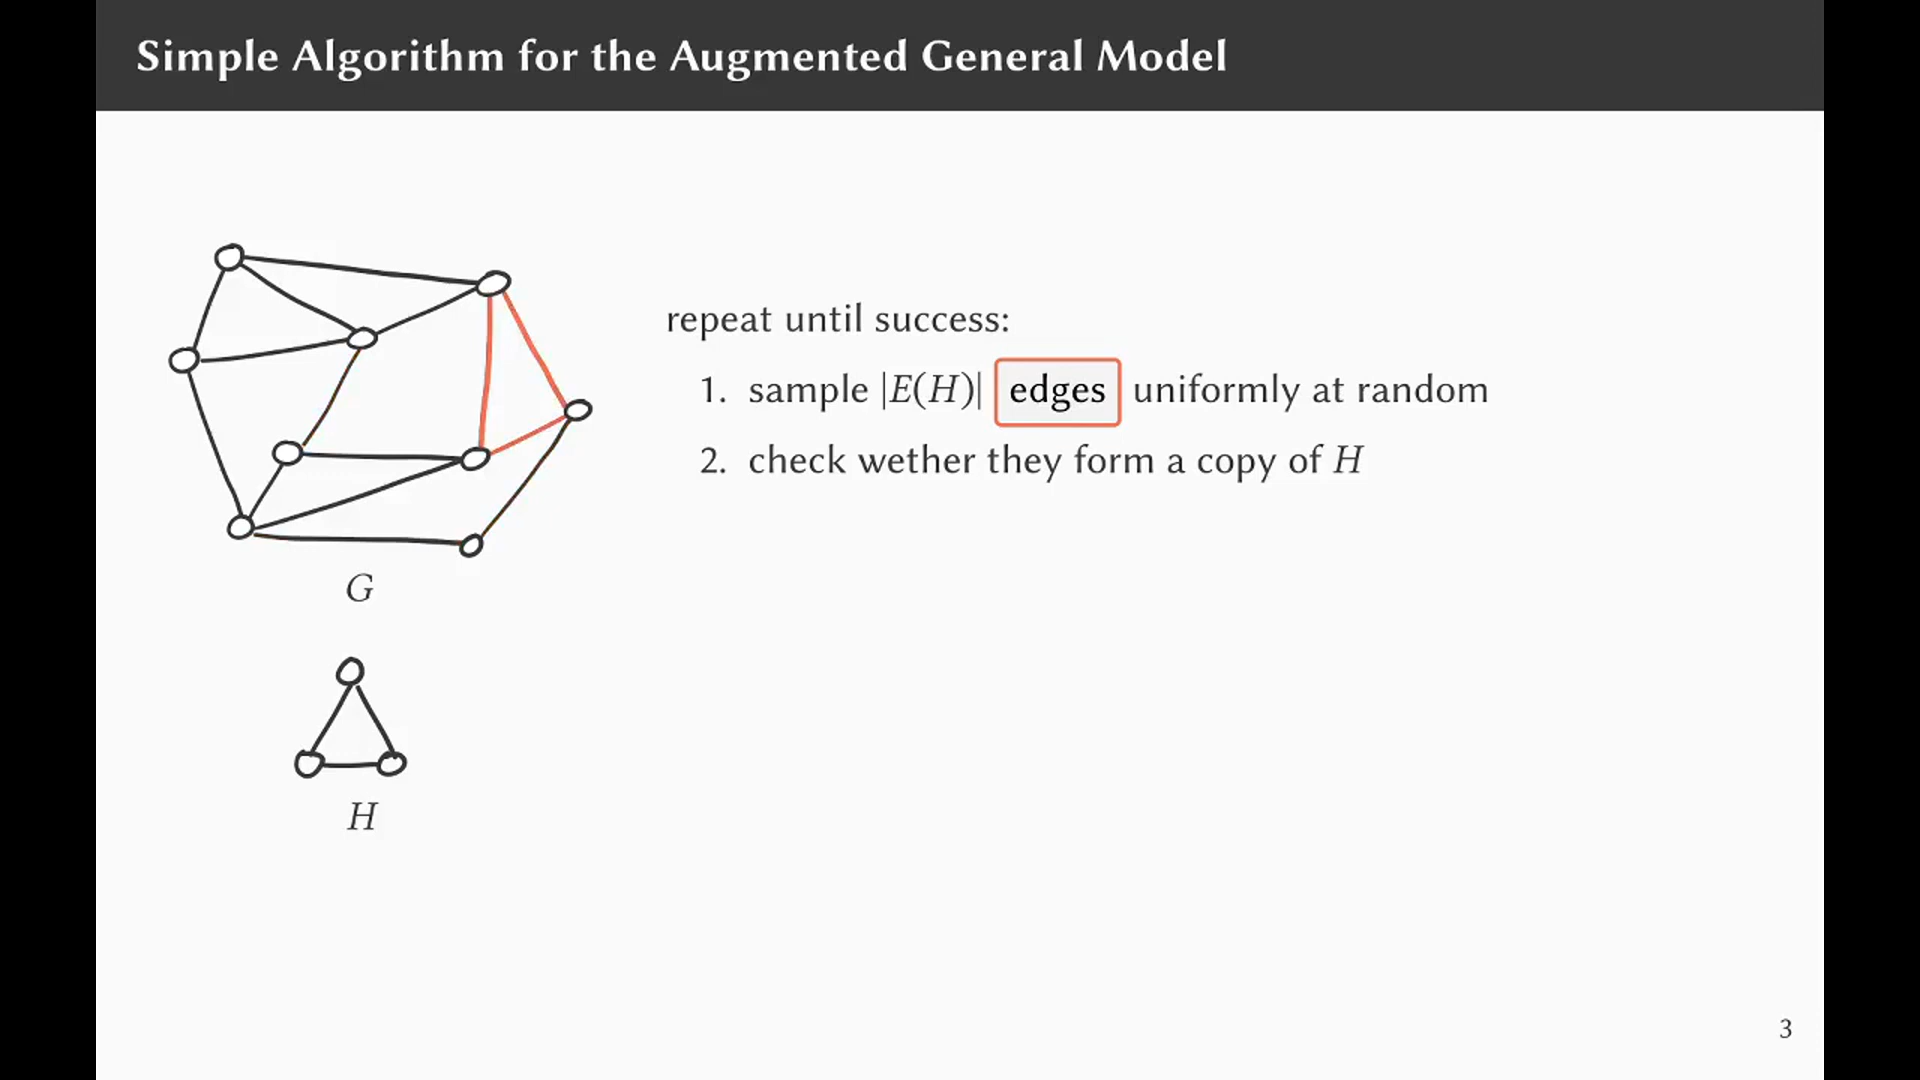 Simple Algorithm for the Augmented General Model
repeat until success:
1. sample |E(H)| edges uniformly at random
2. check wether they form a copy of H
G
H
3